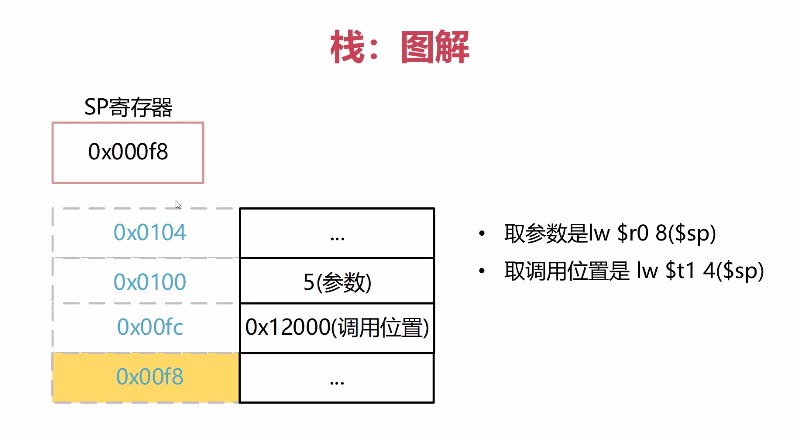 栈：图解
SP寄存器
0x000f8
0x0104 ...
0x0100 5(参数)
0x00fc 0x12000(调用位置)
0x00f8 ...
• 取参数是lw $r0 8($sp)
• 取调用位置是 lw $t1 4($sp)